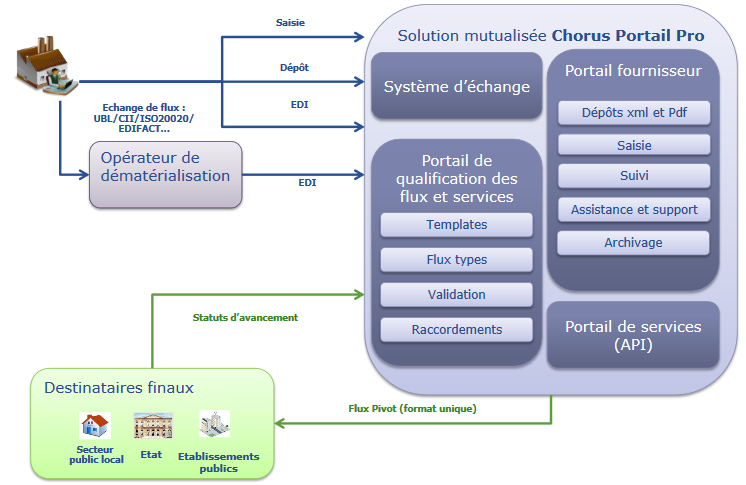 Saisie
Dépôt
EDI
Echange de flux :
UBL/CII/ISO20020/
EDIFACT...
Opérateur de
dématérialisation
EDI
Solution mutualisée Chorus Portail Pro
Système d'échange
Portail de
qualification des
flux et services
Templates
Flux types
Validation
Raccordements
Portail fournisseur
Dépôts xml et Pdf
Saisie
Suivi
Assistance et support
Archivage
Portail de services
(API)
Statuts d'avancement
Flux Pivot (format unique)
Destinataires finaux
Secteur
public local
Etat
Etablissements
publics